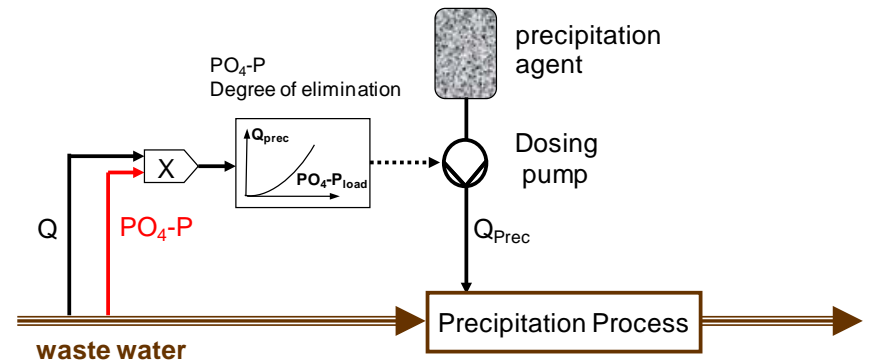 precipitation
agent
PO₄-P
Degree of elimination
Qprec
PO₄-Pload
X
Dosing
pump
Q
PO₄-P
QPrec
Precipitation Process
waste water